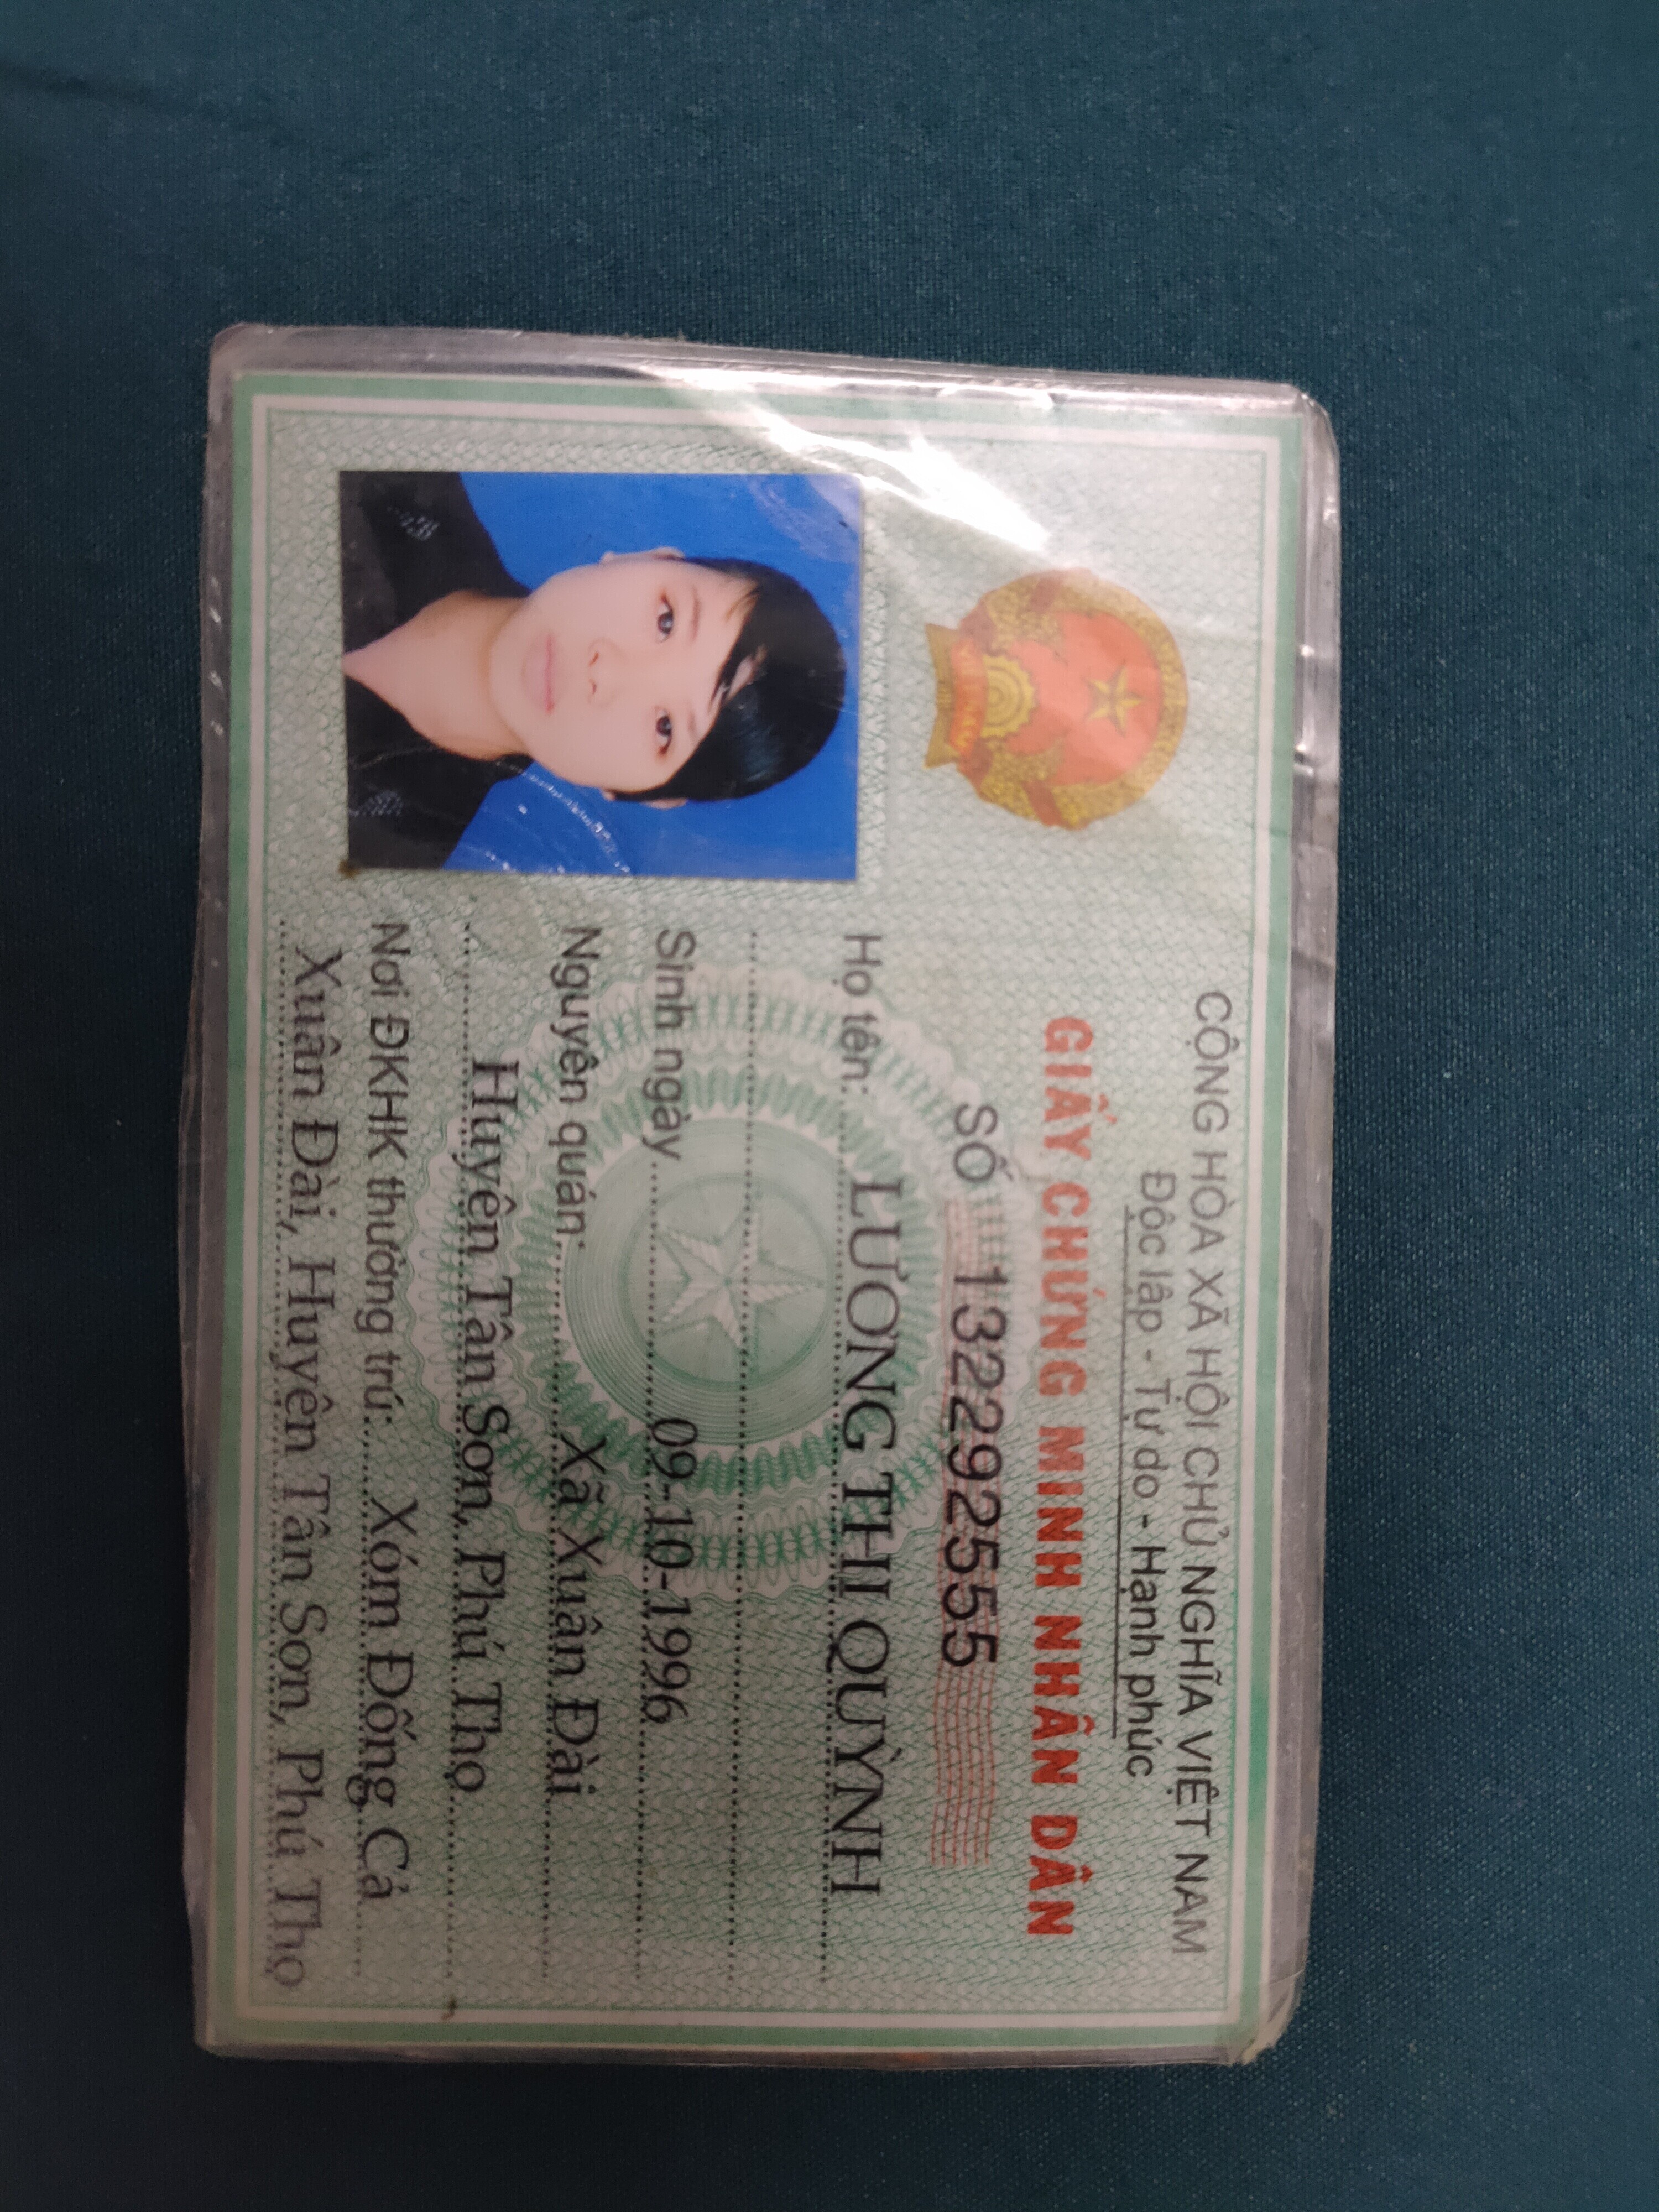 CỘNG HÒA XÃ HỘI CHỦ NGHĨA VIỆT NAM
Độc lập - Tự do - Hạnh phúc
GIẤY CHỨNG MINH NHÂN DÂN
SỐ 132292555
Họ tên: LƯƠNG THỊ QUỲNH
Sinh ngày 09-10-1996
Nguyên quán: Xã Xuân Đài
Huyện Tân Sơn, Phú Thọ
Nơi ĐKHK thường trú: Xóm Đống Cả
Xuân Đài, Huyện Tân Sơn, Phú Thọ